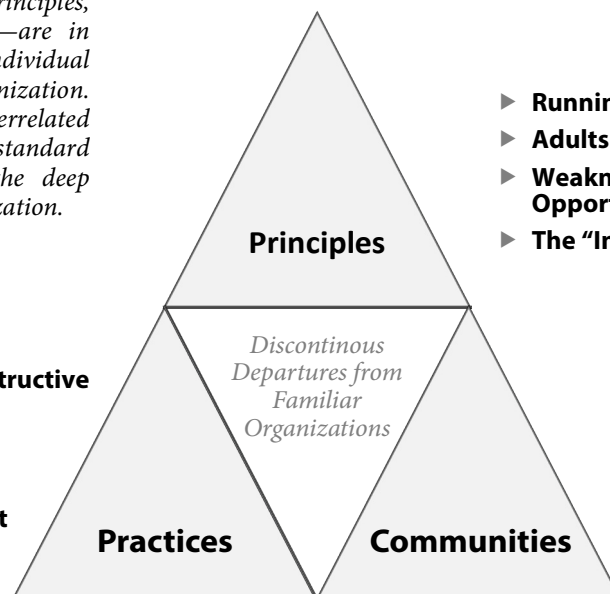 rinciples,
—are in
dividual
nization.
errelated
standard
he deep
zation.
▶ Runnin
▶ Adults
▶ Weakn
Opport
▶ The “In
Principles
Discontinous
Departures from
Familiar
Organizations
tructive
t
Practices
Communities